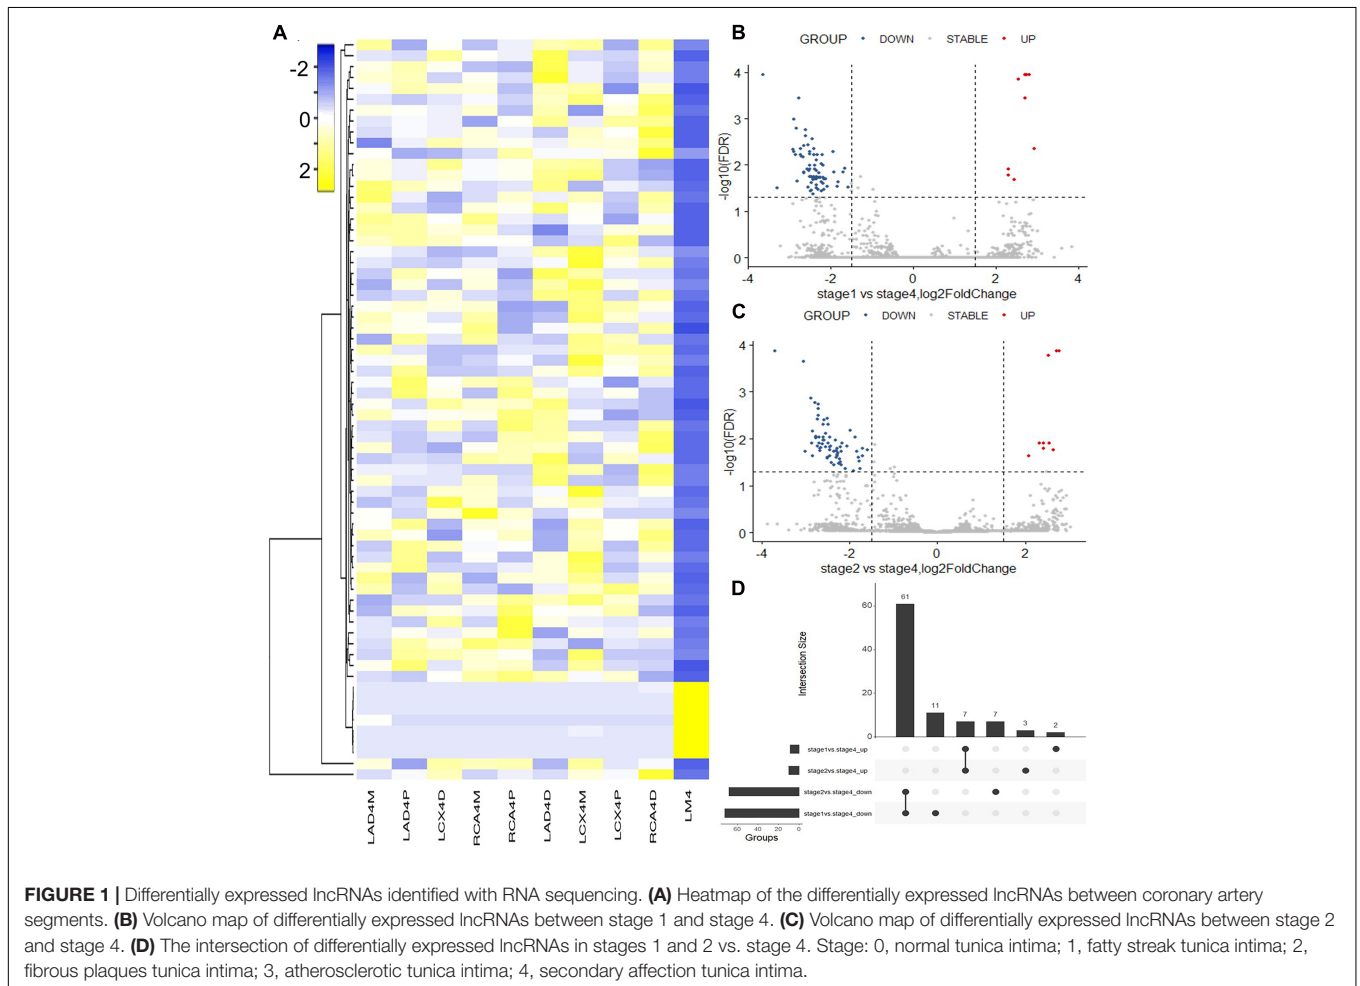 A
-2
0
2
LAD4M
LAD4P
LCX4D
RCA4M
RCA4P
LAD4D
LCX4M
LCX4P
RCA4D
LM4
B
GROUP DOWN STABLE UP
-log10(FDR)
4
3
2
1
0
-4 -2 0 2 4
stage1 vs stage4,log2FoldChange
C
GROUP DOWN STABLE UP
-log10(FDR)
4
3
2
1
0
-4 -2 0 2
stage2 vs stage4,log2FoldChange
D
Intersection Size
60
40
20
0
61
11
7
7
3
2
stage1vs.stage4_up
stage2vs.stage4_up
stage2vs.stage4_down
stage1vs.stage4_down
60 40 20 0
Groups
FIGURE 1 | Differentially expressed lncRNAs identified with RNA sequencing. (A) Heatmap of the differentially expressed lncRNAs between coronary artery
segments. (B) Volcano map of differentially expressed lncRNAs between stage 1 and stage 4. (C) Volcano map of differentially expressed lncRNAs between stage 2
and stage 4. (D) The intersection of differentially expressed lncRNAs in stages 1 and 2 vs. stage 4. Stage: 0, normal tunica intima; 1, fatty streak tunica intima; 2,
fibrous plaques tunica intima; 3, atherosclerotic tunica intima; 4, secondary affection tunica intima.